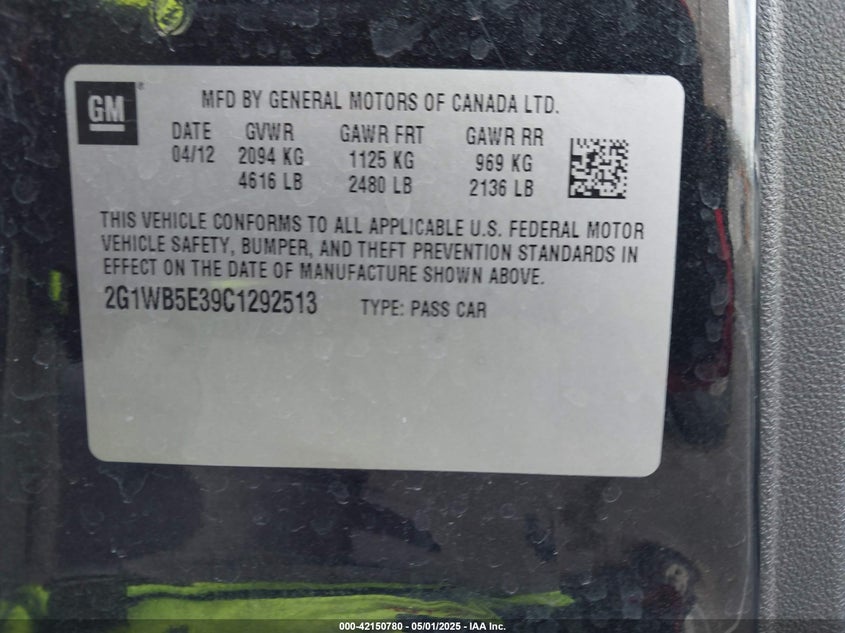 GM
MFD BY GENERAL MOTORS OF CANADA LTD.
DATE GVWR GAWR FRT GAWR RR
04/12 2094 KG 1125 KG 969 KG
4616 LB 2480 LB 2136 LB
THIS VEHICLE CONFORMS TO ALL APPLICABLE U.S. FEDERAL MOTOR
VEHICLE SAFETY, BUMPER, AND THEFT PREVENTION STANDARDS IN
EFFECT ON THE DATE OF MANUFACTURE SHOWN ABOVE.
2G1WB5E39C1292513 TYPE: PASS CAR
000-42150780 - 05/01/2025 - IAA Inc.